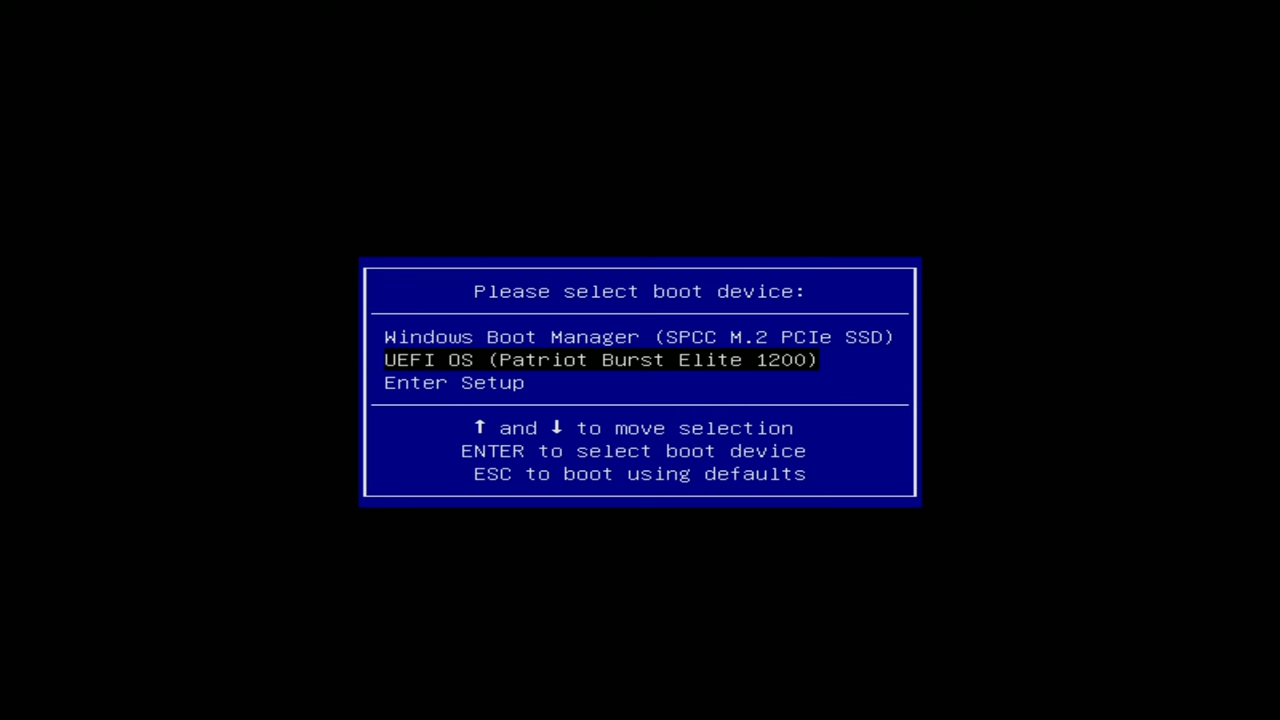 Please select boot device:
Windows Boot Manager (SPCC M.2 PCIe SSD)
UEFI OS (Patriot Burst Elite 1200)
Enter Setup
↑ and ↓ to move selection
ENTER to select boot device
ESC to boot using defaults